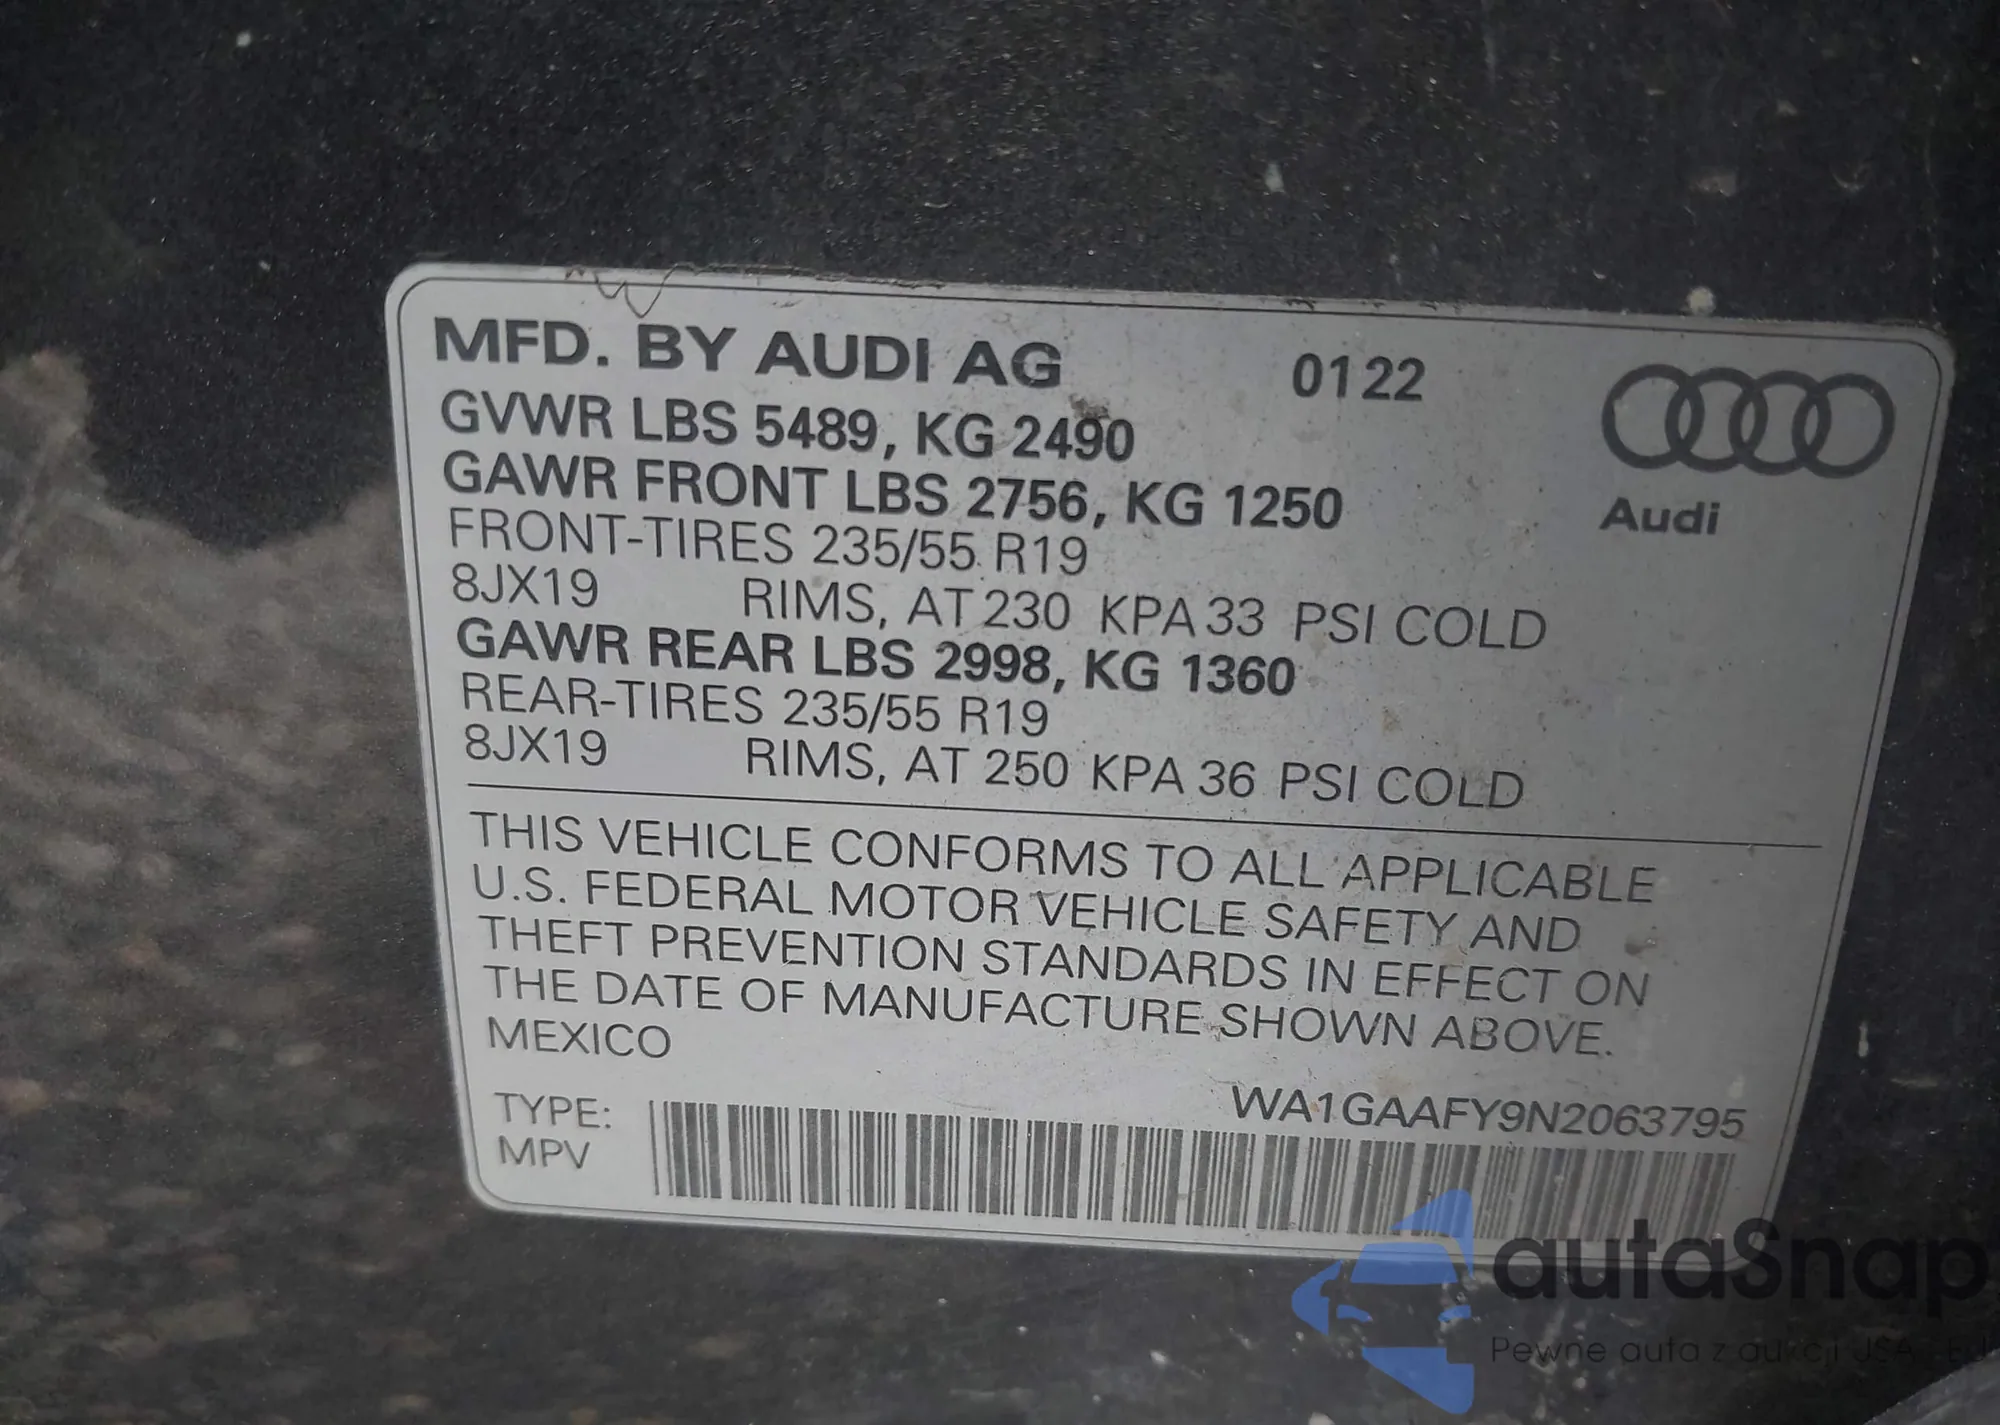 MFD. BY AUDI AG 0122
GVWR LBS 5489, KG 2490
GAWR FRONT LBS 2756, KG 1250
Audi
FRONT-TIRES 235/55 R19
8JX19 RIMS, AT 230 KPA 33 PSI COLD
GAWR REAR LBS 2998, KG 1360
REAR-TIRES 235/55 R19
8JX19 RIMS, AT 250 KPA 36 PSI COLD
THIS VEHICLE CONFORMS TO ALL APPLICABLE
U.S. FEDERAL MOTOR VEHICLE SAFETY AND
THEFT PREVENTION STANDARDS IN EFFECT ON
THE DATE OF MANUFACTURE SHOWN ABOVE.
MEXICO
WA1GAAFY9N2063795
TYPE:
MPV
autaSnap
Pewne auta z aukcji USA